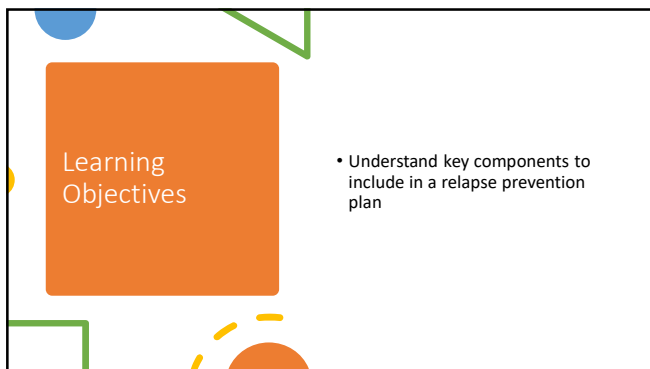 Learning
Objectives
• Understand key components to
include in a relapse prevention
plan